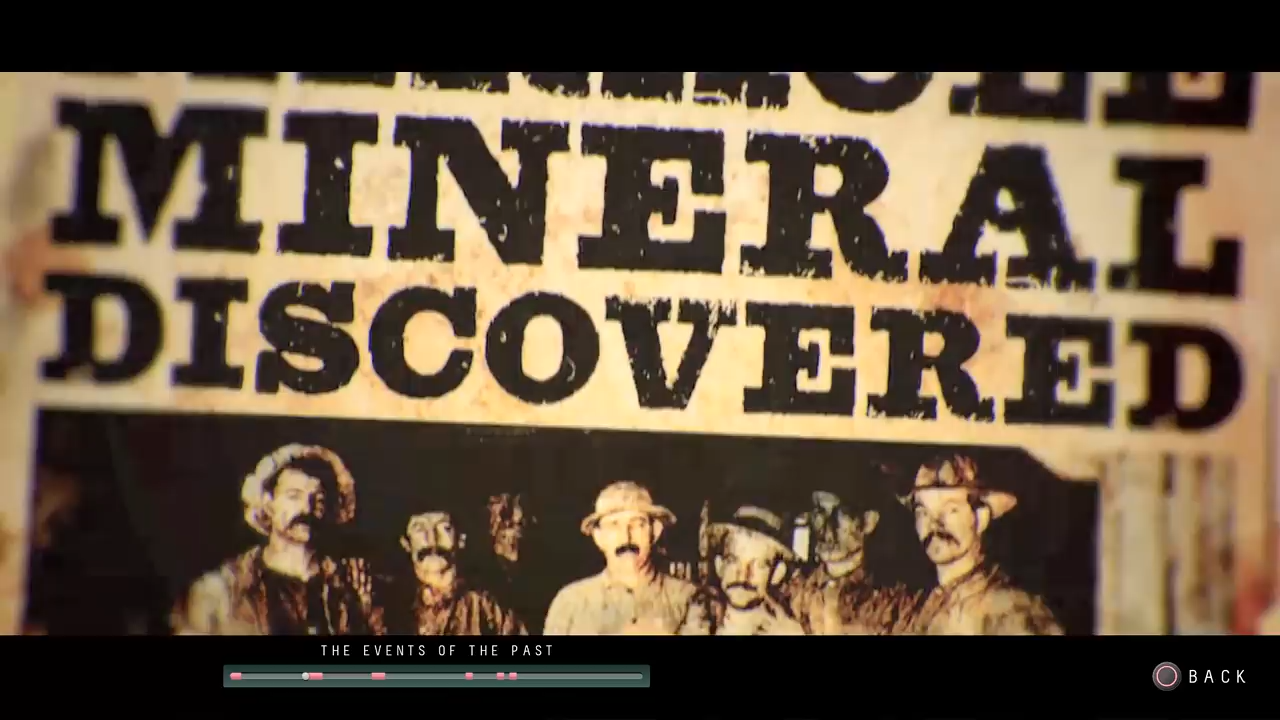 MINERAL
DISCOVERED
THE EVENTS OF THE PAST
BACK